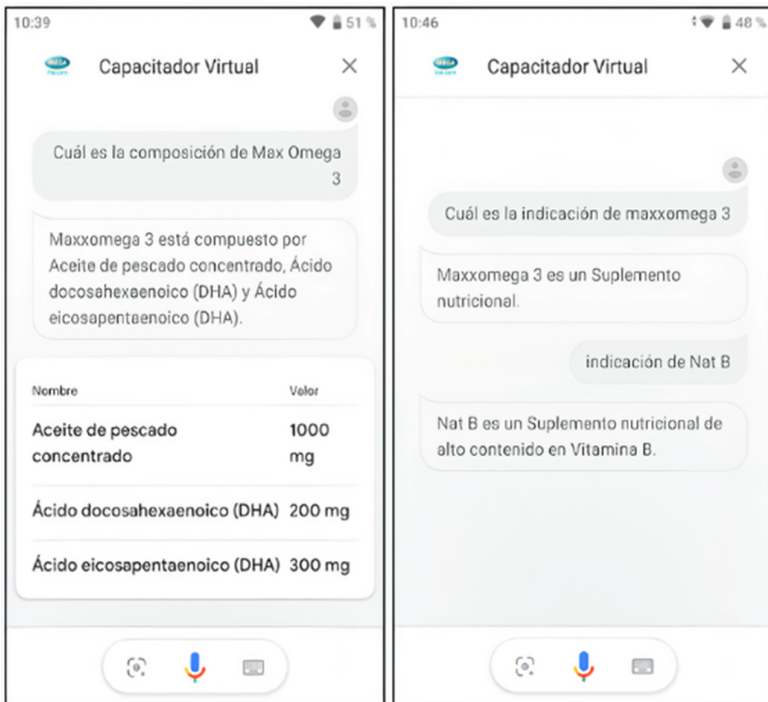 10:39
51 %
Capacitador Virtual
Cuál es la composición de Max Omega
3
Maxxomega 3 está compuesto por
Aceite de pescado concentrado, Ácido
docosahexaenoico (DHA) y Ácido
eicosapentaenoico (DHA).
Nombre Valor
Aceite de pescado 1000
concentrado mg
Ácido docosahexaenoico (DHA) 200 mg
Ácido eicosapentaenoico (DHA) 300 mg
10:46
48 %
Capacitador Virtual
Cuál es la indicación de maxxomega 3
Maxxomega 3 es un Suplemento
nutricional.
indicación de Nat B
Nat B es un Suplemento nutricional de
alto contenido en Vitamina B.